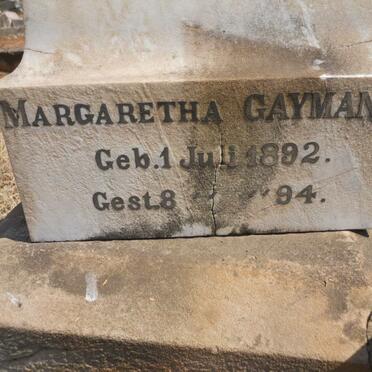 MARGARETHA GAYMAN
Geb. 1 Juli 1892.
Gest. 8 " " 94.